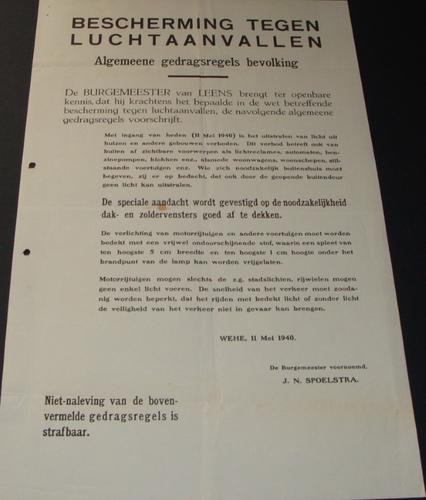 BESCHERMING TEGEN
LUCHTAANVALLEN
Algemeene gedragsregels bevolking
De BURGEMEESTER van LEENS brengt ter openbare
kennis, dat hij krachtens het bepaalde in de wet betreffende
bescherming tegen luchtaanvallen, de navolgende algemeene
gedragsregels voorschrijft.
Met ingang van heden (11 Mei 1940) is het uitstralen van licht uit
huizen en andere gebouwen verboden. Dit verbod betreft ook van
buiten af zichtbare voorwerpen als lichtreclames, automaten, ben-
zinepompen, klokken enz., alsmede woonwagens, woonschepen, stil-
staande voertuigen enz. Wie zich noodzakelijk buitenshuis moet
begeven, zij er op bedacht, dat ook door de geopende buitendeur
geen licht kan uitstralen.
De speciale aandacht wordt gevestigd op de noodzakelijkheid
dak- en zoldervensters goed af te dekken.
De verlichting van motorrijtuigen en andere voertuigen moet worden
bedekt met een vrijwel ondoorschijnende stof, waarin een spleet van
ten hoogste 5 cm breedte en ten hoogste 1 cm hoogte onder het
brandpunt van de lamp kan worden vrijgelaten.
Motorrijtuigen mogen slechts de z.g. stadslichten, rijwielen mogen
geen enkel licht voeren. De snelheid van het verkeer moet zooda-
nig worden beperkt, dat het rijden met bedekt licht of zonder licht
de veiligheid van het verkeer niet in gevaar kan brengen.
WEHE, 11 Mei 1940.
De Burgemeester voornoemd,
J. N. SPOELSTRA.
Niet-naleving van de boven-
vermelde gedragsregels is
strafbaar.